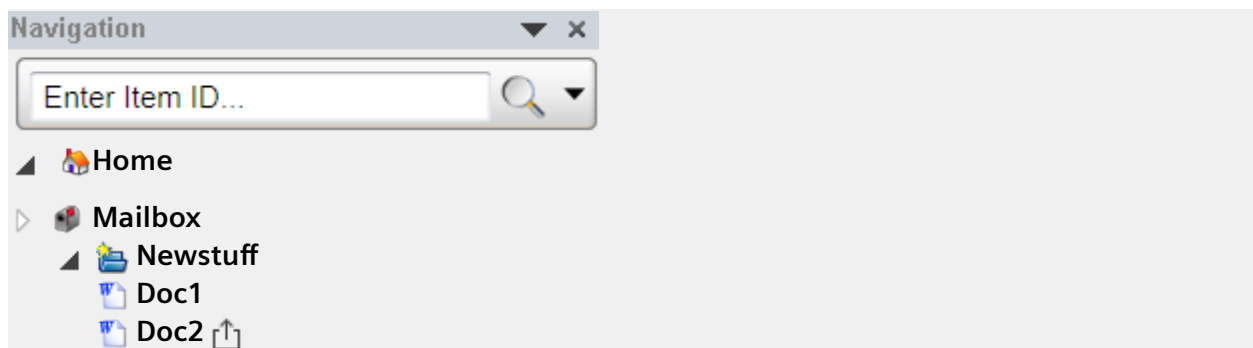 Navigation
Enter Item ID...
Home
Mailbox
Newstuff
Doc1
Doc2